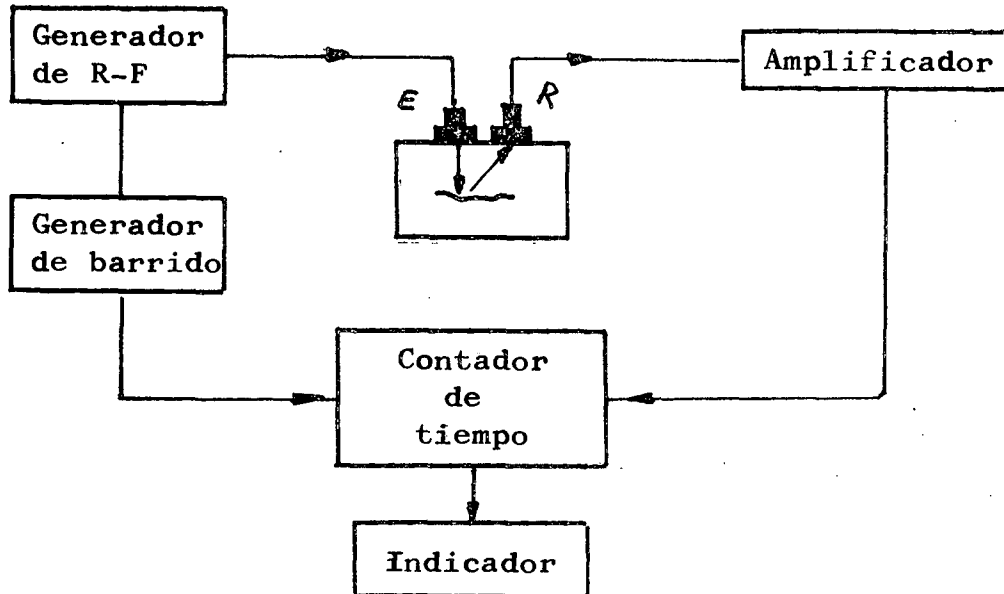 Generador
de R-F
E
R
Amplificador
Generador
de barrido
Contador
de
tiempo
Indicador